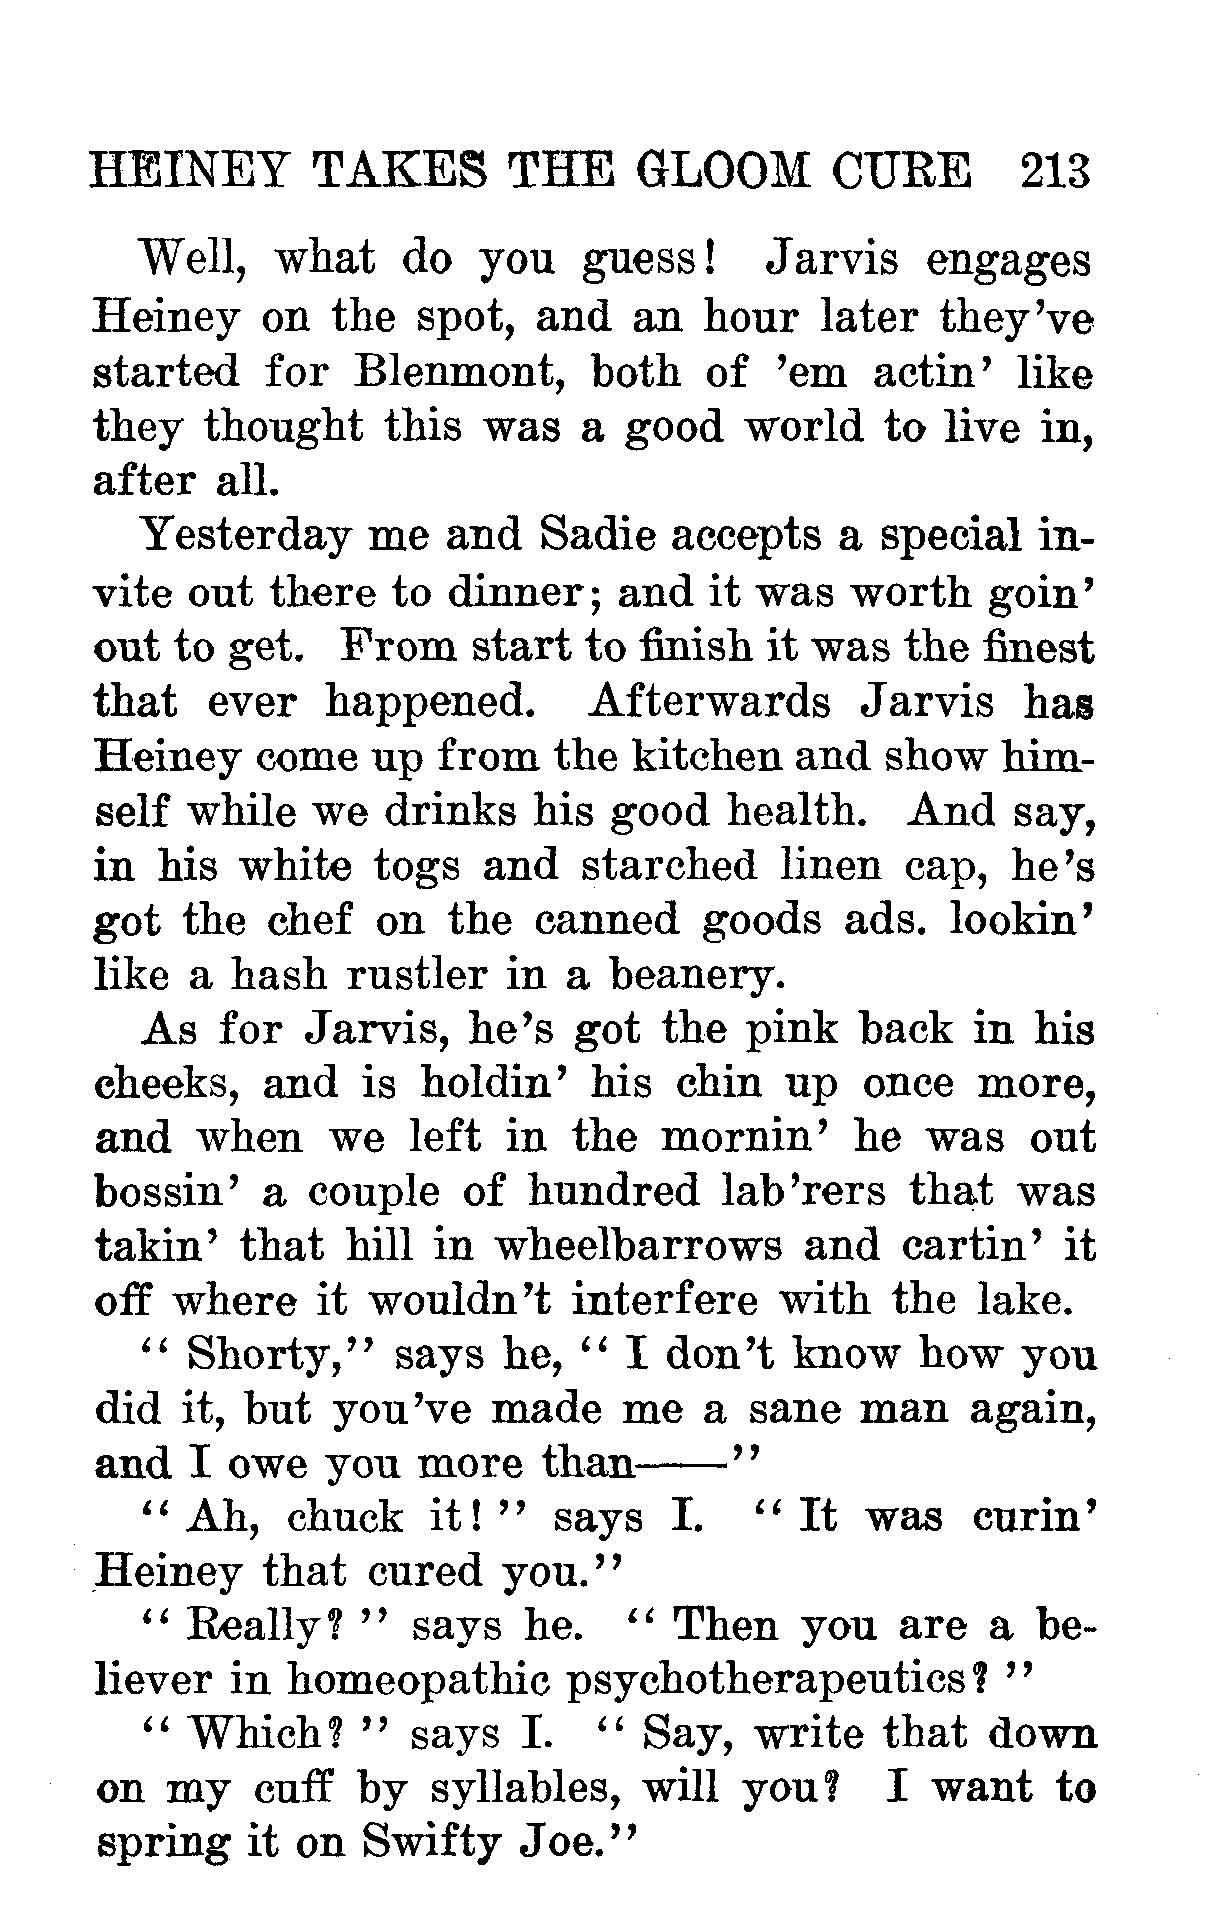 HEINEY TAKES THE GLOOM CURE 213
Well, what do you guess! Jarvis engages
Heiney on the spot, and an hour later they've
started for Blenmont, both of 'em actin' like
they thought this was a good world to live in,
after all.
Yesterday me and Sadie accepts a special in-
vite out there to dinner; and it was worth goin'
out to get. From start to finish it was the finest
that ever happened. Afterwards Jarvis has
Heiney come up from the kitchen and show him-
self while we drinks his good health. And say,
in his white togs and starched linen cap, he's
got the chef on the canned goods ads. lookin'
like a hash rustler in a beanery.
As for Jarvis, he's got the pink back in his
cheeks, and is holdin' his chin up once more,
and when we left in the mornin' he was out
bossin' a couple of hundred lab'rers that was
takin' that hill in wheelbarrows and cartin' it
off where it wouldn't interfere with the lake.
"Shorty," says he, "I don't know how you
did it, but you've made me a sane man again,
and I owe you more than——"
"Ah, chuck it!" says I. "It was curin'
Heiney that cured you."
"Really?" says he. "Then you are a be-
liever in homeopathic psychotherapeutics?"
"Which?" says I. "Say, write that down
on my cuff by syllables, will you? I want to
spring it on Swifty Joe."